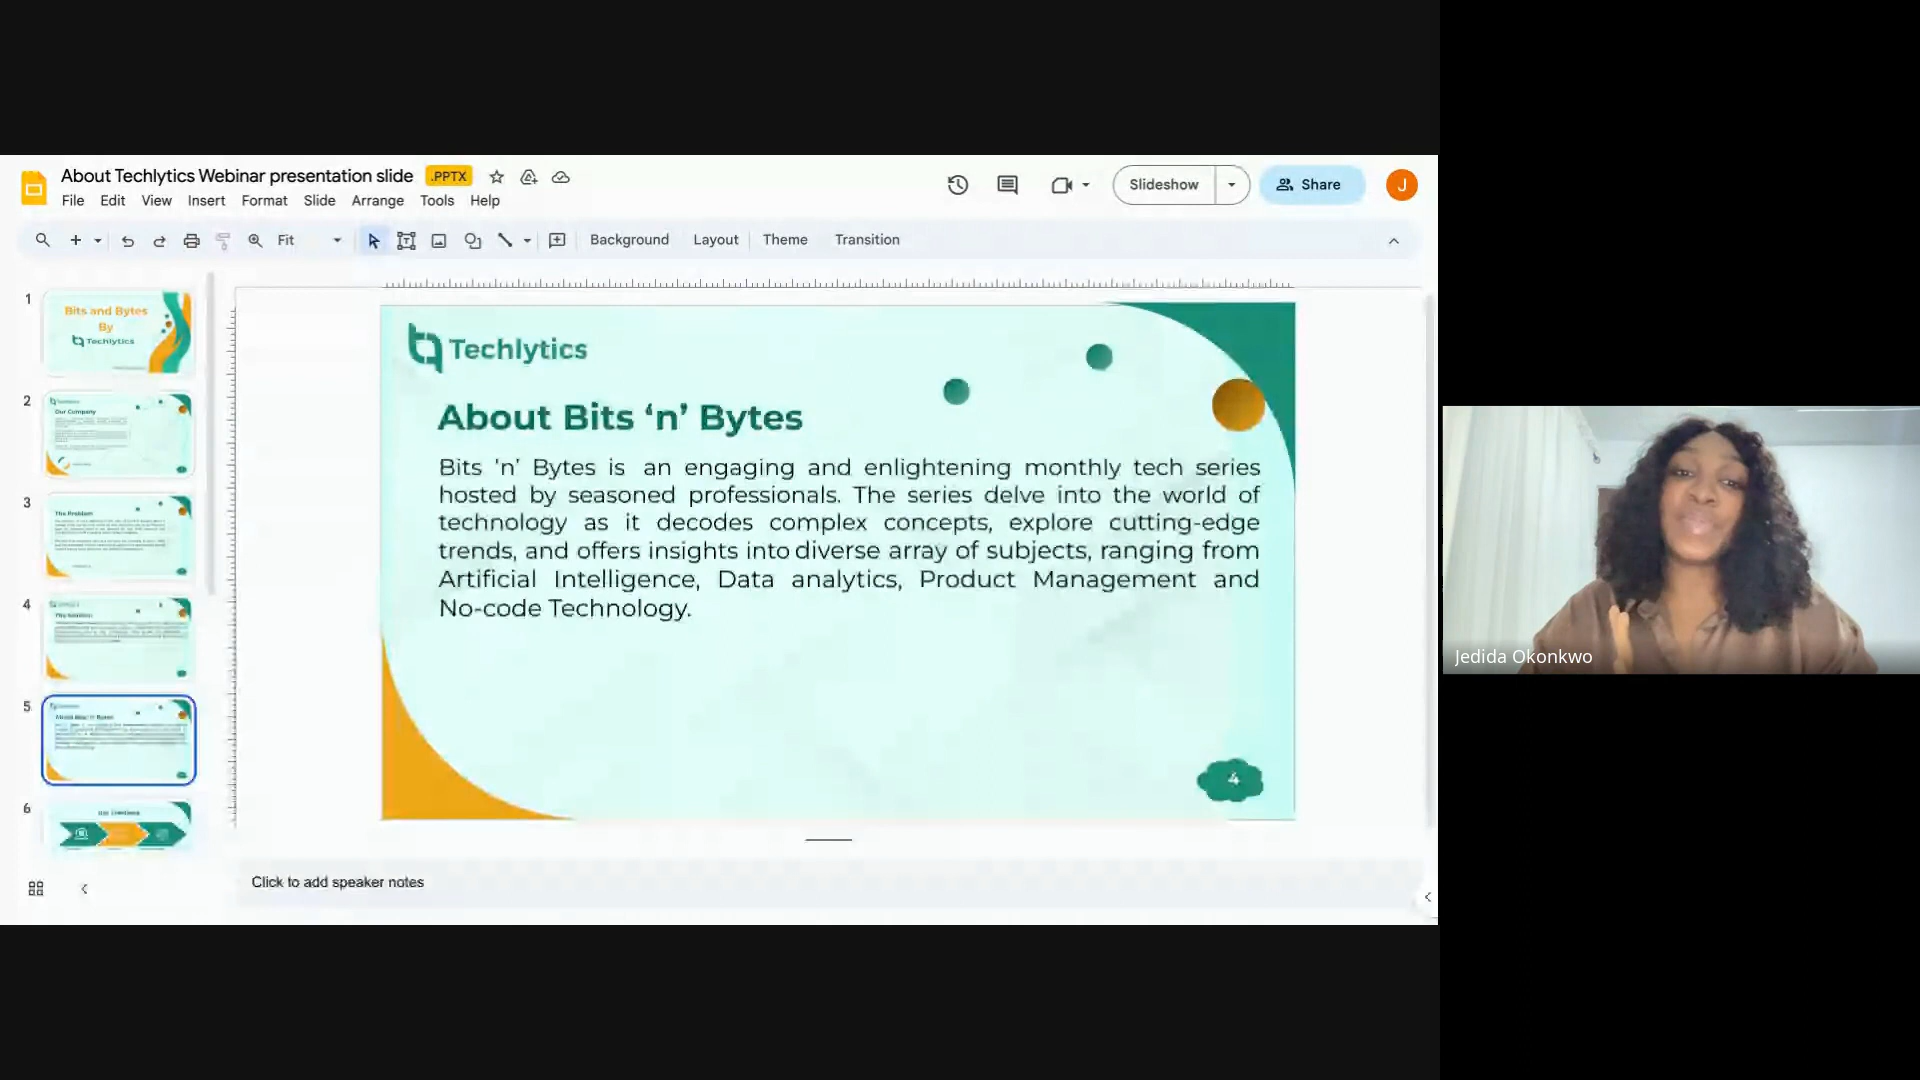 About Techlytics Webinar presentation slide .PPTX
File Edit View Insert Format Slide Arrange Tools Help
Slideshow
Share
J
Fit
Background Layout Theme Transition
1
Bits and Bytes
By
Techlytics
2
Our Company
3
The Problem
4
The Solution
5
About Bits 'n' Bytes
6
Techlytics
About Bits ‘n’ Bytes
Bits ‘n’ Bytes is an engaging and enlightening monthly tech series
hosted by seasoned professionals. The series delve into the world of
technology as it decodes complex concepts, explore cutting-edge
trends, and offers insights into diverse array of subjects, ranging from
Artificial Intelligence, Data analytics, Product Management and
No-code Technology.
4
Click to add speaker notes
Jedida Okonkwo